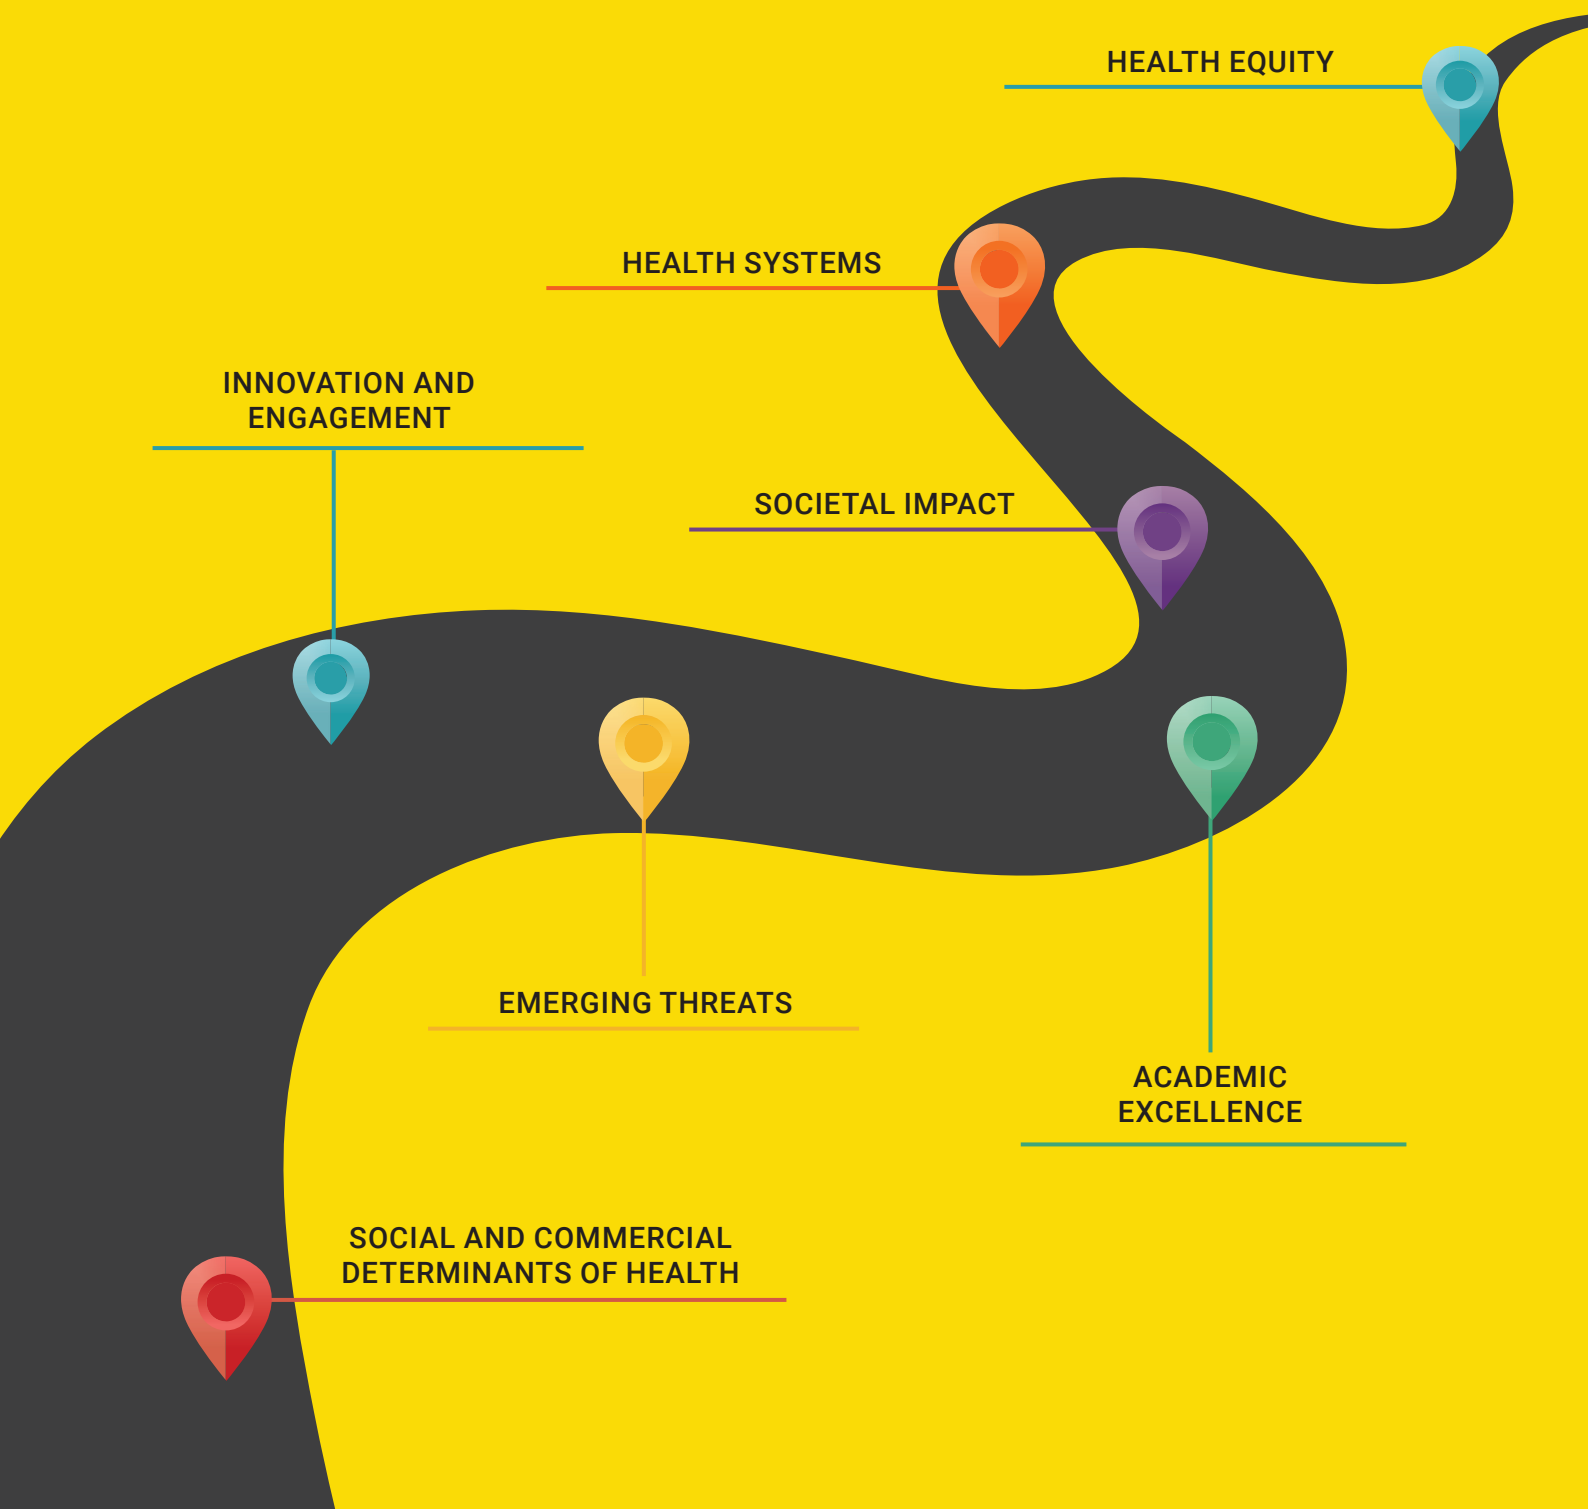 HEALTH EQUITY
HEALTH SYSTEMS
INNOVATION AND
ENGAGEMENT
SOCIETAL IMPACT
EMERGING THREATS
ACADEMIC
EXCELLENCE
SOCIAL AND COMMERCIAL
DETERMINANTS OF HEALTH